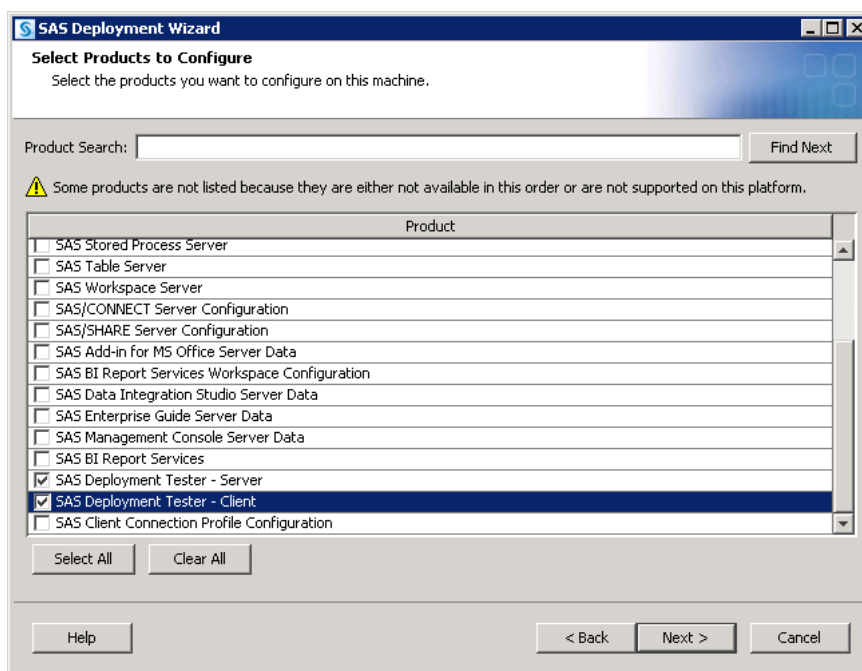 SAS Deployment Wizard
Select Products to Configure
Select the products you want to configure on this machine.
Product Search:
Find Next
Some products are not listed because they are either not available in this order or are not supported on this platform.
Product
SAS Stored Process Server
SAS Table Server
SAS Workspace Server
SAS/CONNECT Server Configuration
SAS/SHARE Server Configuration
SAS Add-in for MS Office Server Data
SAS BI Report Services Workspace Configuration
SAS Data Integration Studio Server Data
SAS Enterprise Guide Server Data
SAS Management Console Server Data
SAS BI Report Services
SAS Deployment Tester - Server
SAS Deployment Tester - Client
SAS Client Connection Profile Configuration
Select All Clear All
Help < Back Next > Cancel